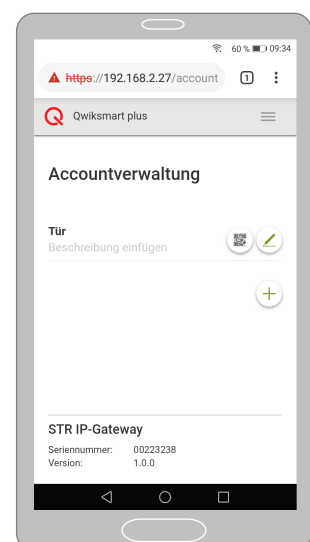 60 % 09:34
https://192.168.2.27/account 1
Qwiksmart plus
Accountverwaltung
Tür
Beschreibung einfügen
STR IP-Gateway
Seriennummer: 00223238
Version: 1.0.0